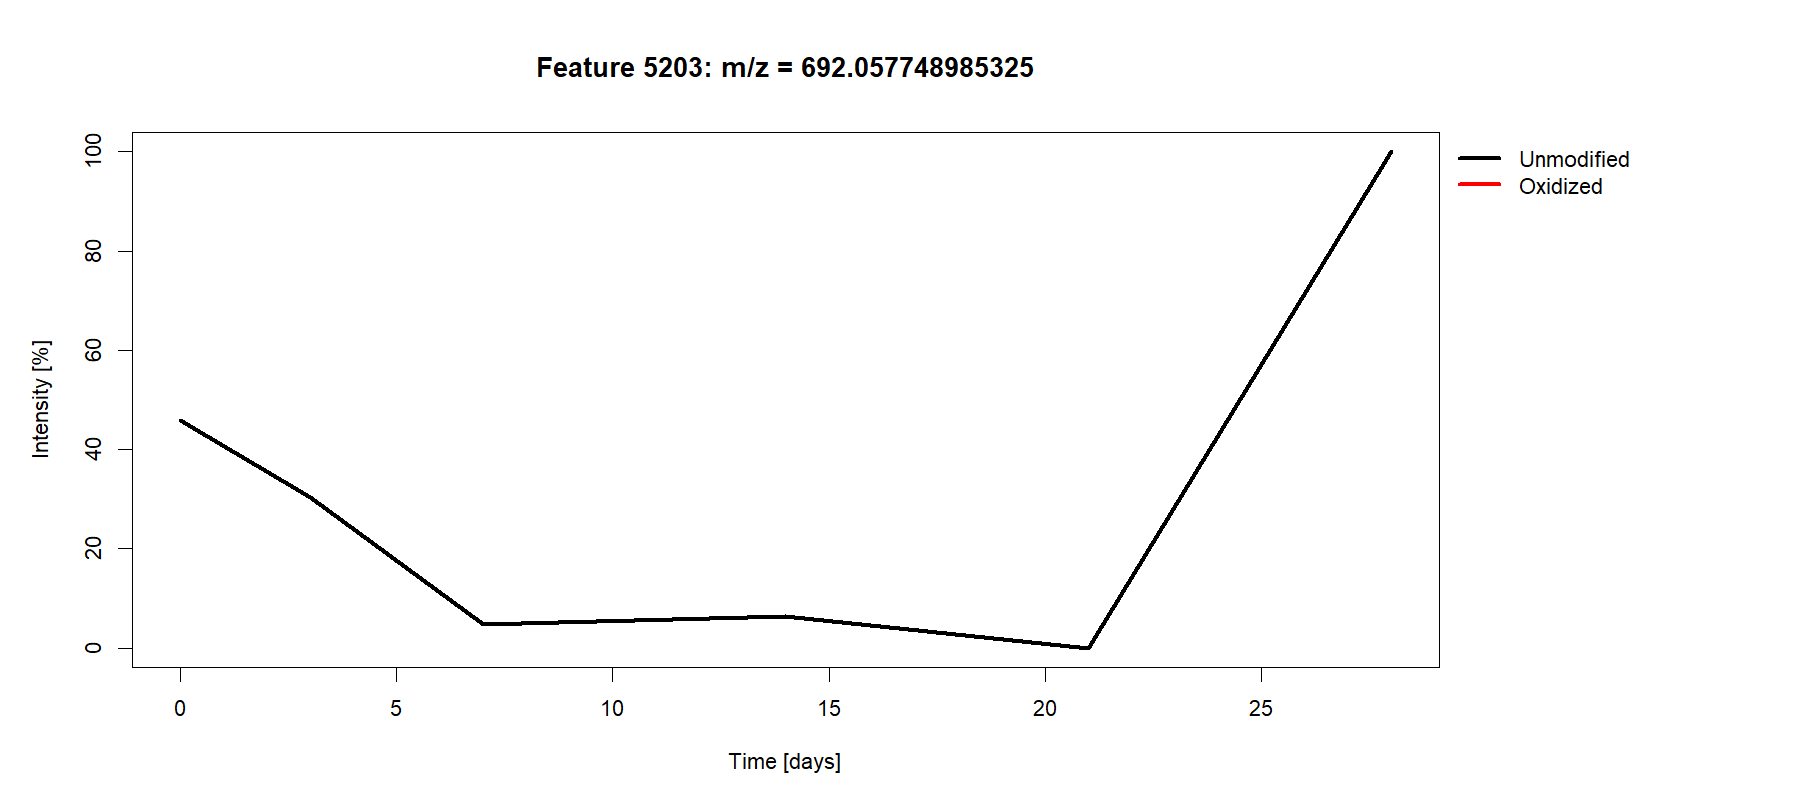 Feature 5203: m/z = 692.057748985325
100
80
60
40
20
0
Intensity [%]
0 5 10 15 20 25
Time [days]
Unmodified
Oxidized